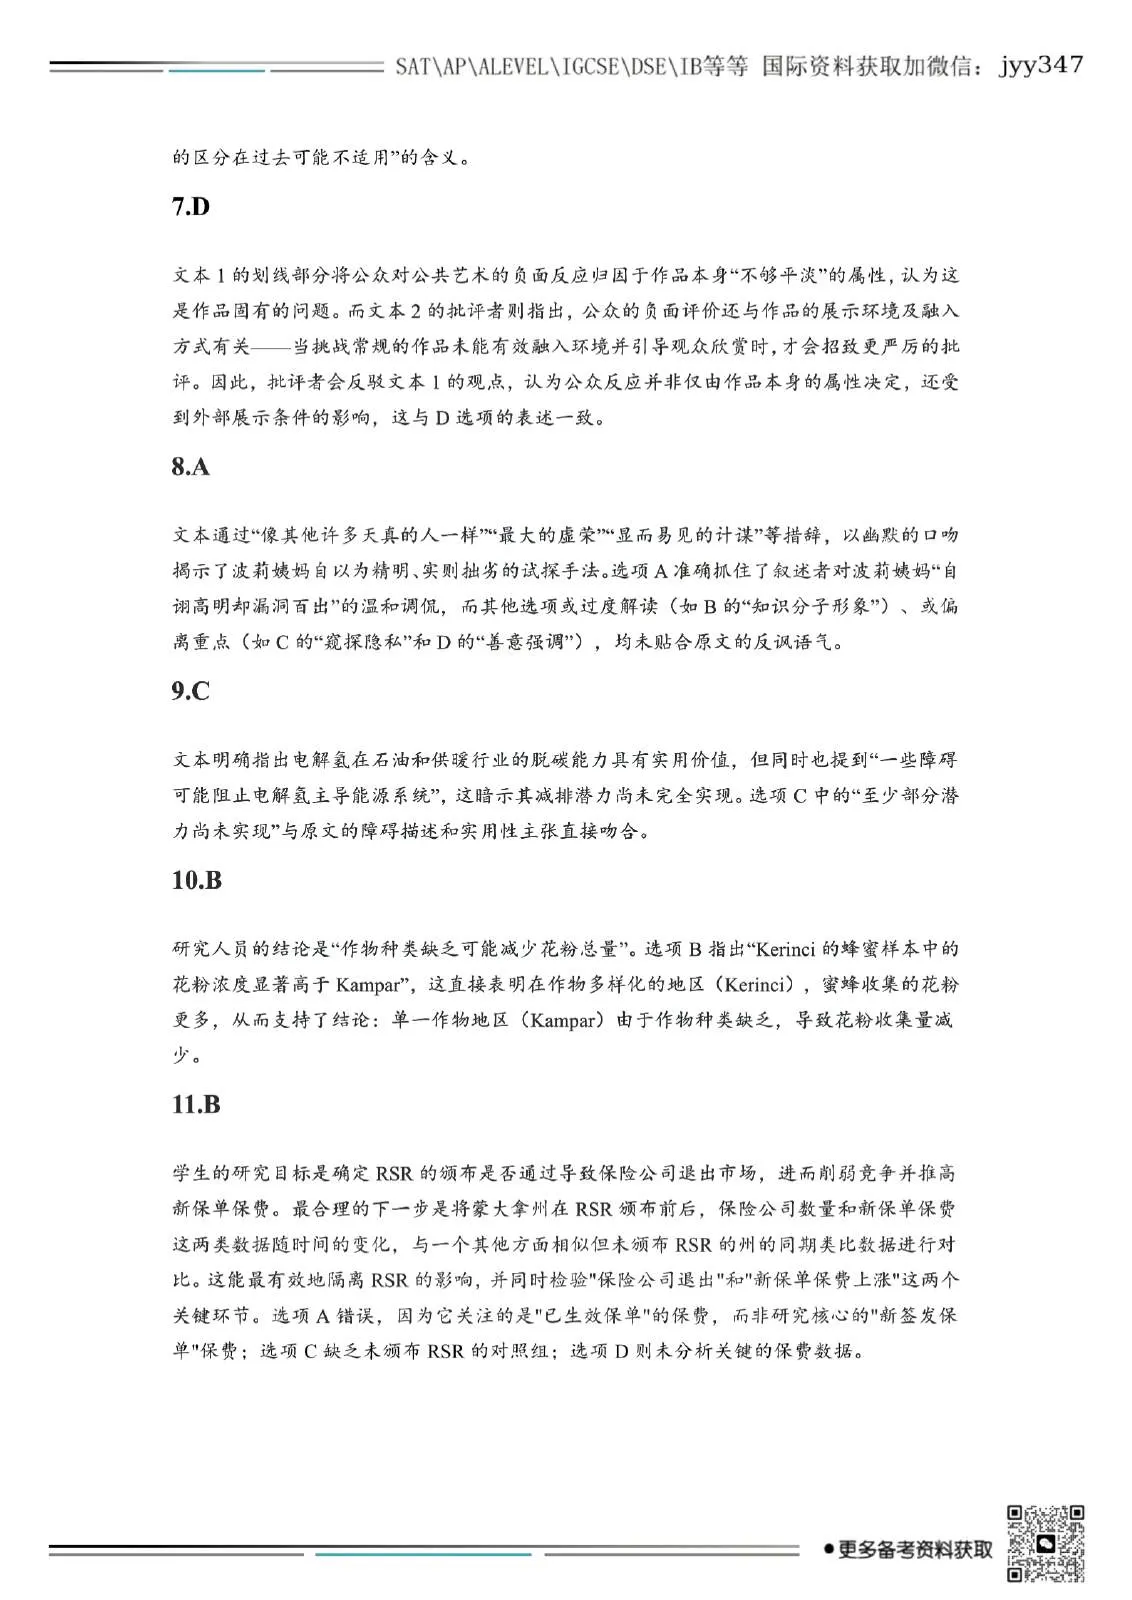 SAT\AP\ALEVEL\IGCSE\DSE\IB等等 国际资料获取加微信：jyy347
的区分在过去可能不适用”的含义。
7.D
文本 1 的划线部分将公众对公共艺术的负面反应归因于作品本身“不够平淡”的属性，认为这
是作品固有的问题。而文本 2 的批评者则指出，公众的负面评价还与作品的展示环境及融入
方式有关——当挑战常规的作品未能有效融入环境并引导观众欣赏时，才会招致更严厉的批
评。因此，批评者会反驳文本 1 的观点，认为公众反应并非仅由作品本身的属性决定，还受
到外部展示条件的影响，这与 D 选项的表述一致。
8.A
文本通过“像其他许多天真的人一样”“最大的虚荣”“显而易见的计谋”等措辞，以幽默的口吻
揭示了波莉姨妈自以为精明、实则拙劣的试探手法。选项 A 准确抓住了叙述者对波莉姨妈“自
诩高明却漏洞百出”的温和调侃，而其他选项或过度解读（如 B 的“知识分子形象”）、或偏
离重点（如 C 的“窥探隐私”和 D 的“善意强调”），均未贴合原文的反讽语气。
9.C
文本明确指出电解氢在石油和供暖行业的脱碳能力具有实用价值，但同时也提到“一些障碍
可能阻止电解氢主导能源系统”，这暗示其减排潜力尚未完全实现。选项 C 中的“至少部分潜
力尚未实现”与原文的障碍描述和实用性主张直接吻合。
10.B
研究人员的结论是“作物种类缺乏可能减少花粉总量”。选项 B 指出“Kerinci 的蜂蜜样本中的
花粉浓度显著高于 Kampar”，这直接表明在作物多样化的地区（Kerinci），蜜蜂收集的花粉
更多，从而支持了结论：单一作物地区（Kampar）由于作物种类缺乏，导致花粉收集量减
少。
11.B
学生的研究目标是确定 RSR 的颁布是否通过导致保险公司退出市场，进而削弱竞争并推高
新保单保费。最合理的下一步是将蒙大拿州在 RSR 颁布前后，保险公司数量和新保单保费
这两类数据随时间的变化，与一个其他方面相似但未颁布 RSR 的州的同期类比数据进行对
比。这能最有效地隔离 RSR 的影响，并同时检验"保险公司退出"和"新保单保费上涨"这两个
关键环节。选项 A 错误，因为它关注的是"已生效保单"的保费，而非研究核心的"新签发保
单"保费；选项 C 缺乏未颁布 RSR 的对照组；选项 D 则未分析关键的保费数据。
●更多备考资料获取